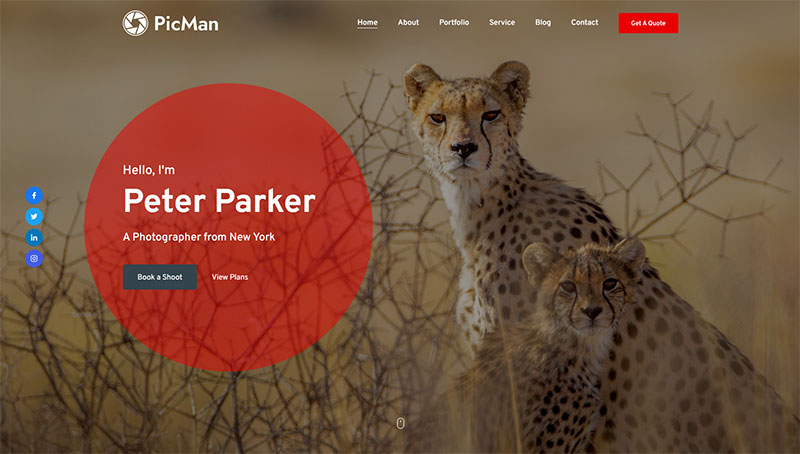 PicMan
Home About Portfolio Service Blog Contact Get A Quote
Hello, I'm
Peter Parker
A Photographer from New York
Book a Shoot View Plans